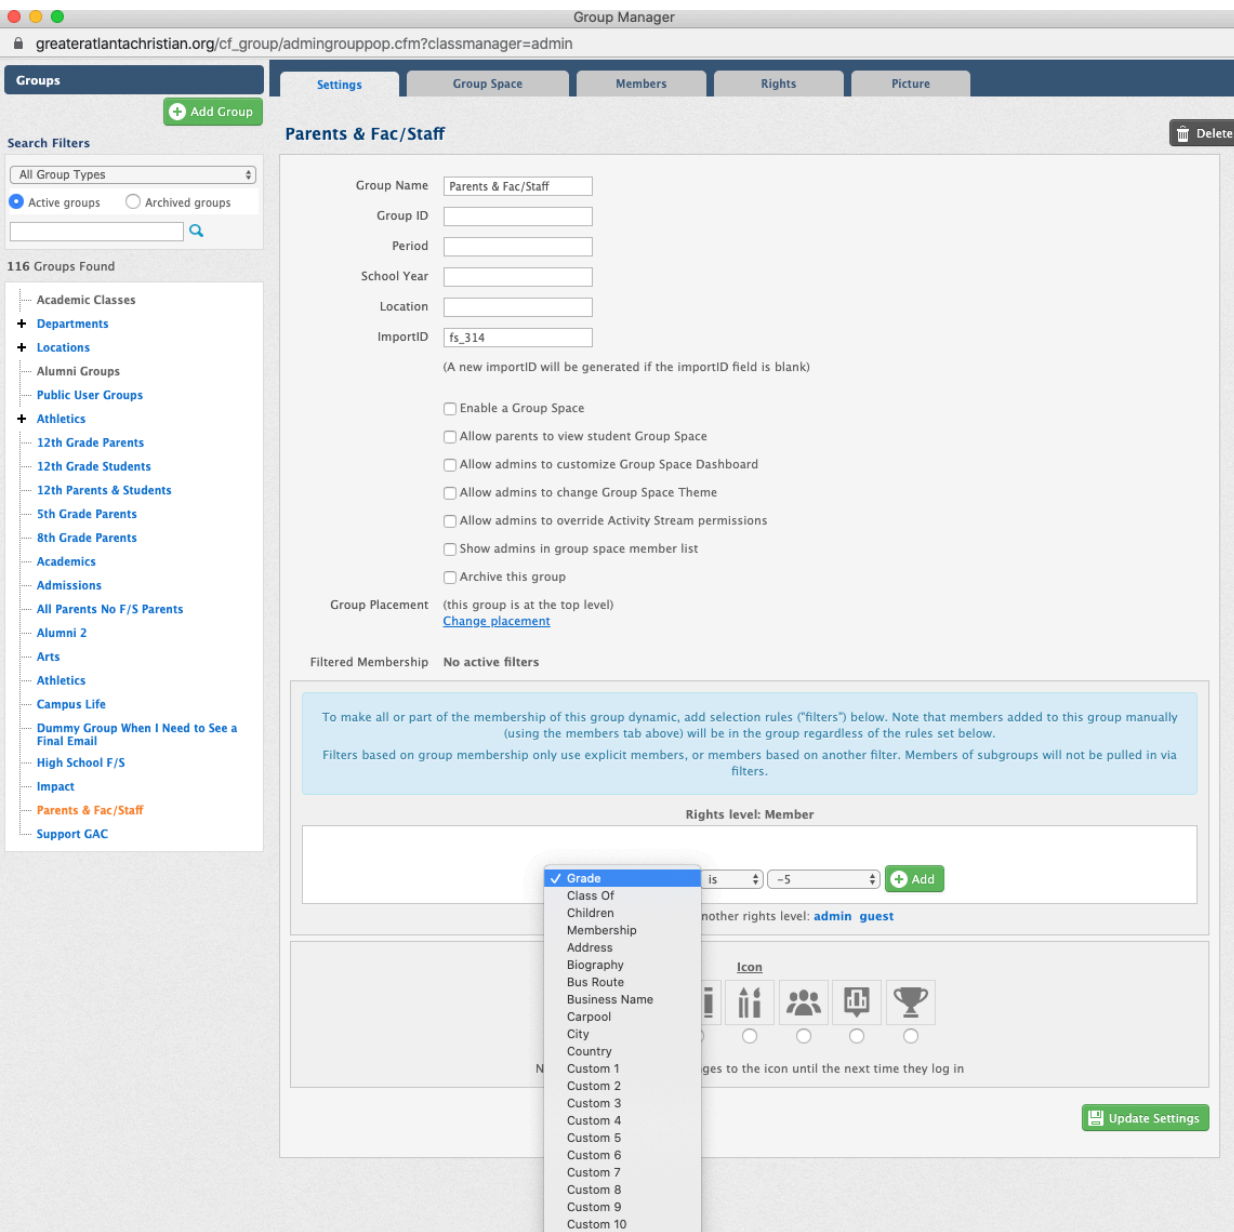 Group Manager
greateratlantachristian.org/cf_group/admingrouppop.cfm?classmanager=admin
Groups
Add Group
Search Filters
All Group Types
Active groups
Archived groups
116 Groups Found
Academic Classes
Departments
Locations
Alumni Groups
Public User Groups
Athletics
12th Grade Parents
12th Grade Students
12th Parents & Students
5th Grade Parents
8th Grade Parents
Academics
Admissions
All Parents No F/S Parents
Alumni 2
Arts
Athletics
Campus Life
Dummy Group When I Need to See a
Final Email
High School F/S
Impact
Parents & Fac/Staff
Support GAC
Settings
Group Space
Members
Rights
Picture
Parents & Fac/Staff
Delete
Group Name Parents & Fac/Staff
Group ID
Period
School Year
Location
ImportID fs_314
(A new importID will be generated if the importID field is blank)
Enable a Group Space
Allow parents to view student Group Space
Allow admins to customize Group Space Dashboard
Allow admins to change Group Space Theme
Allow admins to override Activity Stream permissions
Show admins in group space member list
Archive this group
Group Placement (this group is at the top level)
Change placement
Filtered Membership No active filters
To make all or part of the membership of this group dynamic, add selection rules ("filters") below. Note that members added to this group manually
(using the members tab above) will be in the group regardless of the rules set below.
Filters based on group membership only use explicit members, or members based on another filter. Members of subgroups will not be pulled in via
filters.
Rights level: Member
✓ Grade
is
-5
Add
Class Of
Children
Membership
Address
Biography
Bus Route
Business Name
Carpool
City
Country
Custom 1
Custom 2
Custom 3
Custom 4
Custom 5
Custom 6
Custom 7
Custom 8
Custom 9
Custom 10
nother rights level: admin guest
Icon
N
ges to the icon until the next time they log in
Update Settings